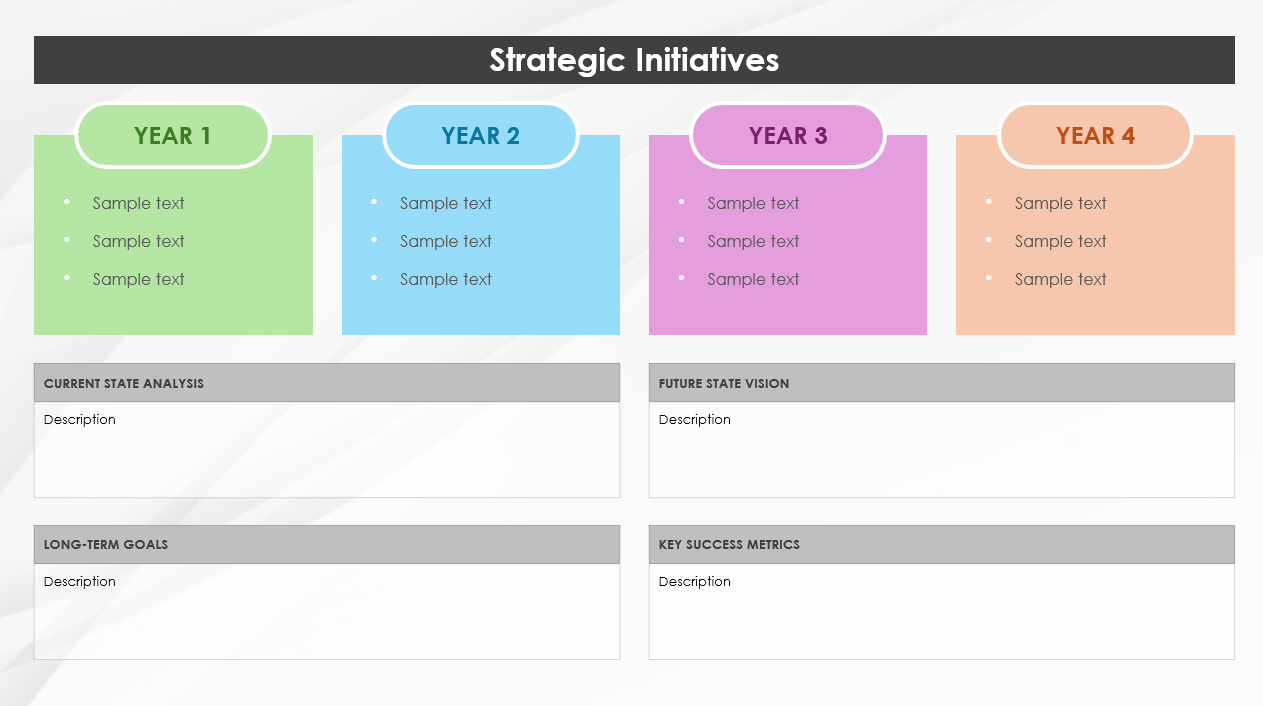 Strategic Initiatives
YEAR 1
• Sample text
• Sample text
• Sample text
YEAR 2
• Sample text
• Sample text
• Sample text
YEAR 3
• Sample text
• Sample text
• Sample text
YEAR 4
• Sample text
• Sample text
• Sample text
CURRENT STATE ANALYSIS
Description
FUTURE STATE VISION
Description
LONG-TERM GOALS
Description
KEY SUCCESS METRICS
Description